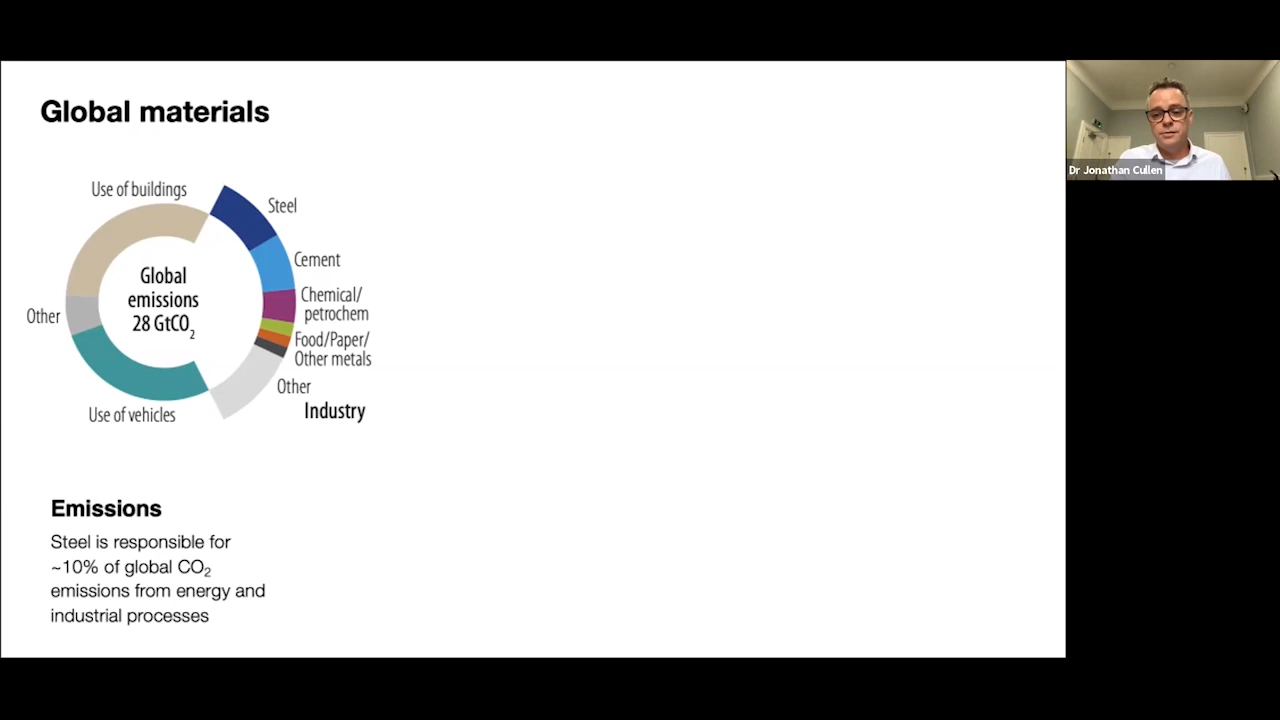 Global materials
Use of buildings
Steel
Cement
Chemical/
petrochem
Food/Paper/
Other metals
Other
Industry
Use of vehicles
Other
Global
emissions
28 GtCO2
Emissions
Steel is responsible for
~10% of global CO2
emissions from energy and
industrial processes
Dr Jonathan Cullen